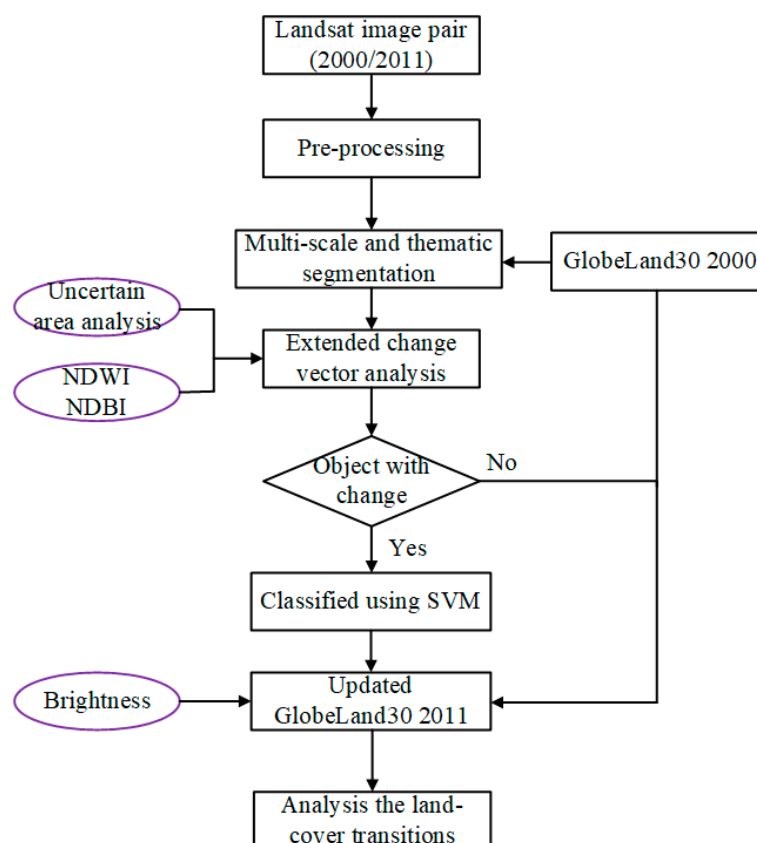 Landsat image pair
(2000/2011)
Pre-processing
Multi-scale and thematic
segmentation
GlobeLand30 2000
Uncertain
area analysis
Extended change
vector analysis
NDWI
NDBI
Object with
change
No
Yes
Classified using SVM
Brightness
Updated
GlobeLand30 2011
Analysis the land-
cover transitions